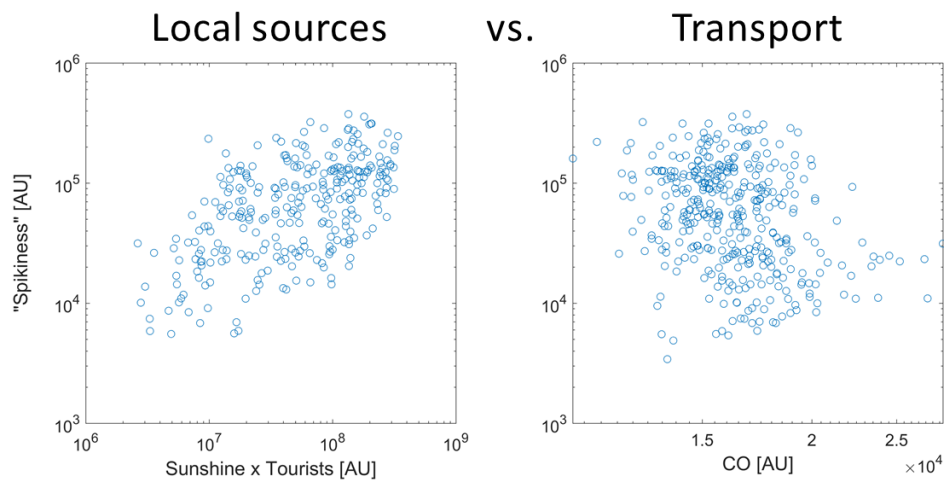 Local sources vs. Transport
10^6
10^5
10^4
10^3
"Spikiness" [AU]
10^6 10^7 10^8 10^9
Sunshine x Tourists [AU]
10^6
10^5
10^4
10^3
1.5 2 2.5
×10^4
CO [AU]